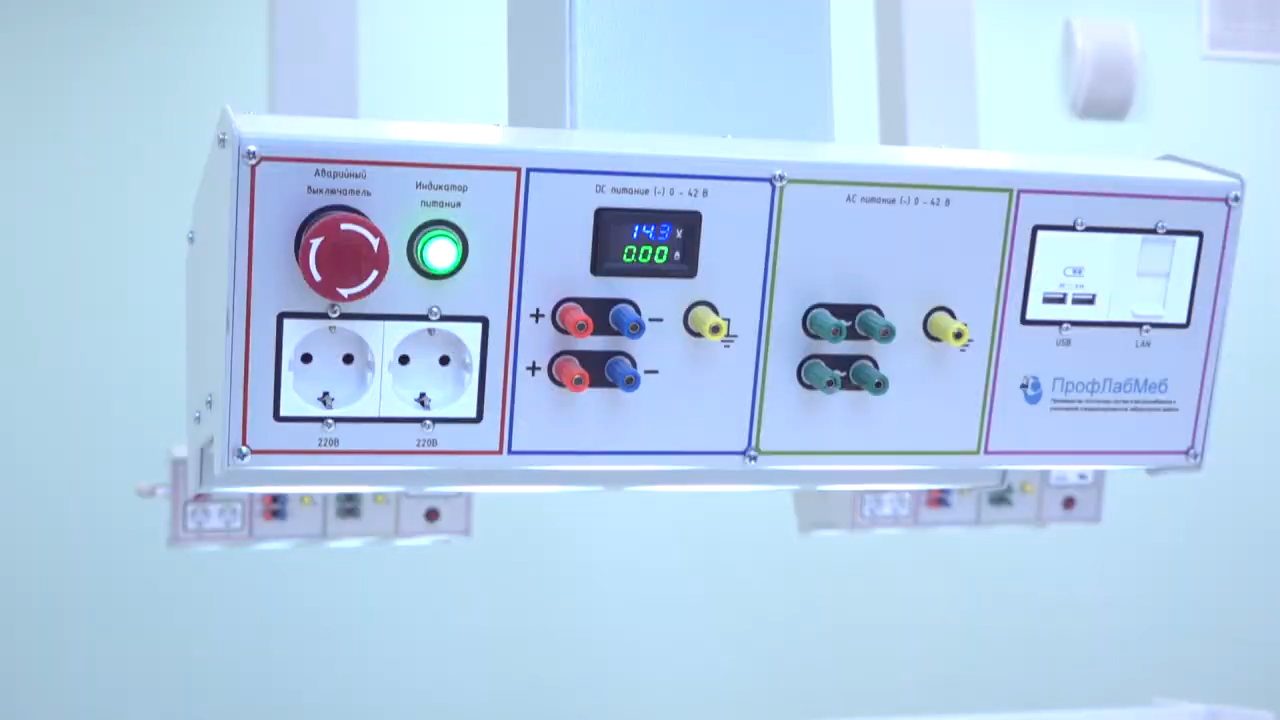 Аварийный
выключатель
Индикатор
питания
220В
220В
DC питание (-) 0 - 42 В
14.3 V
0.00 A
+ -
+ -
AC питание (~) 0 - 42 В
USB
LAN
ПрофЛабМеб